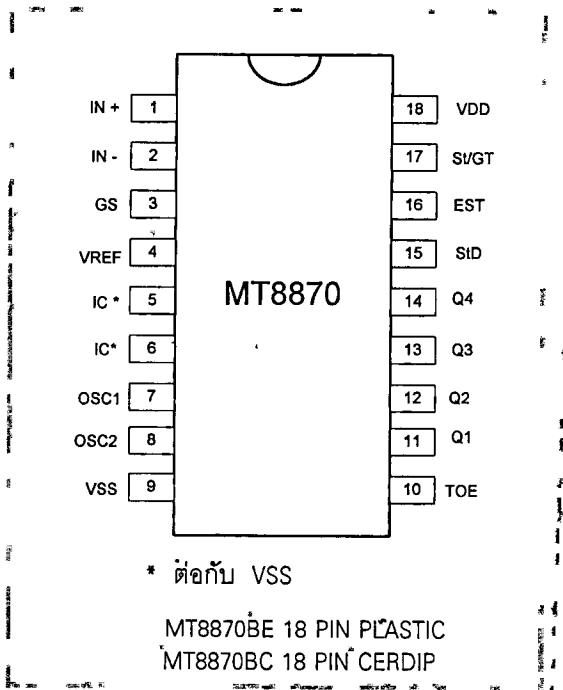 IN + 1 18 VDD
IN - 2 17 St/GT
GS 3 16 EST
VREF 4 15 StD
IC * 5 MT8870 14 Q4
IC* 6 13 Q3
OSC1 7 12 Q2
OSC2 8 11 Q1
VSS 9 10 TOE
* ต่อกับ VSS
MT8870BE 18 PIN PLASTIC
MT8870BC 18 PIN CERDIP